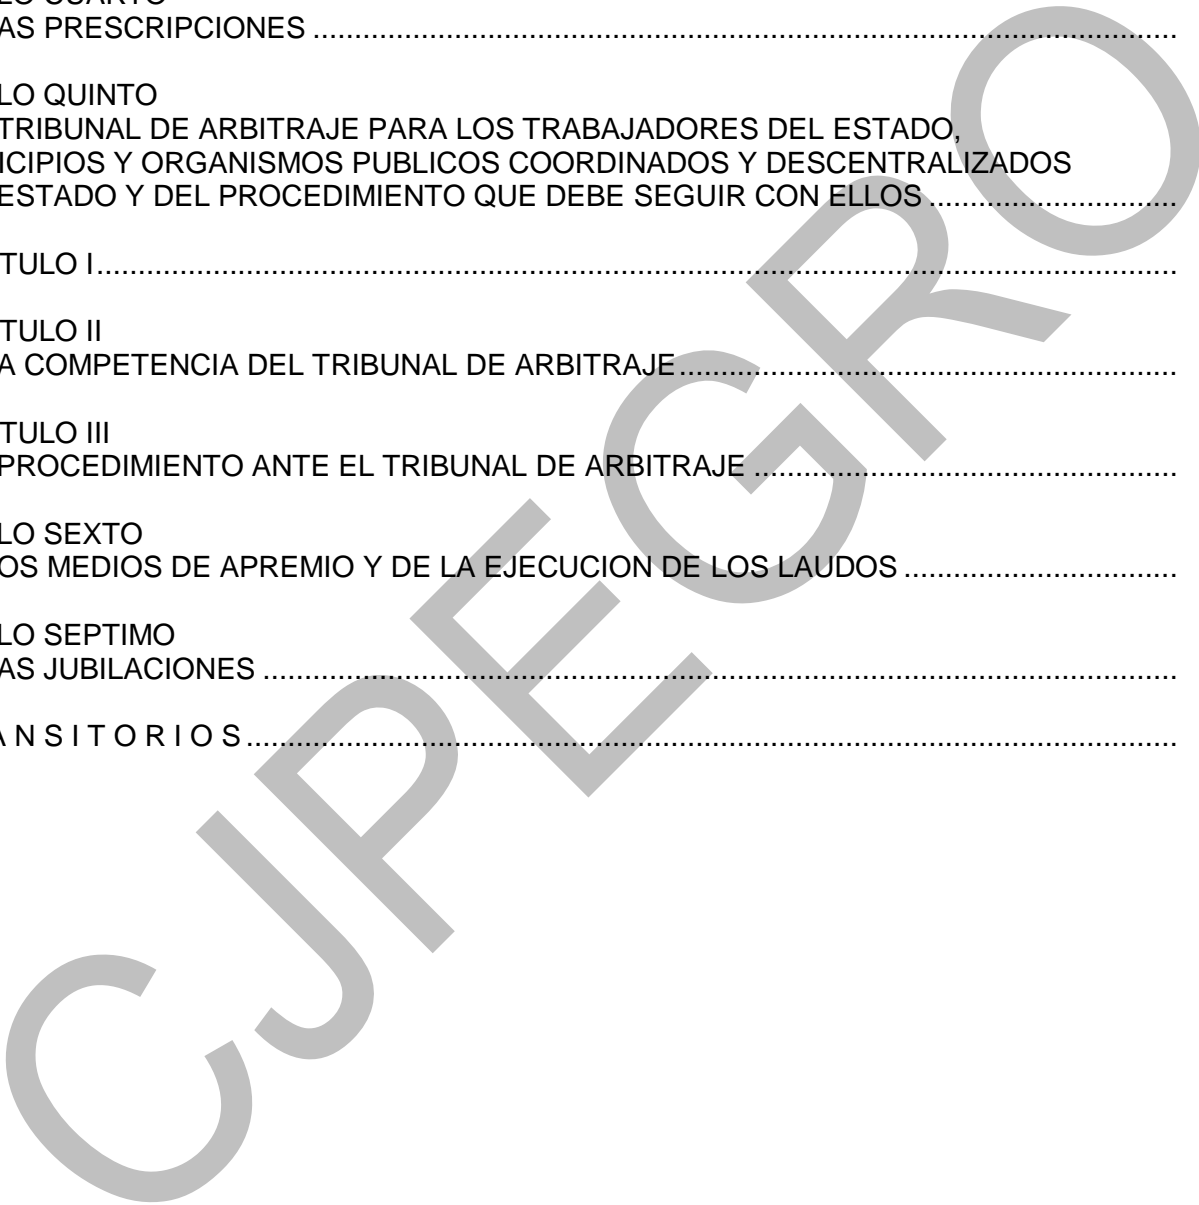 LO CUARTO
AS PRESCRIPCIONES ........................................................................................................
LO QUINTO
TRIBUNAL DE ARBITRAJE PARA LOS TRABAJADORES DEL ESTADO,
ICIPIOS Y ORGANISMOS PUBLICOS COORDINADOS Y DESCENTRALIZADOS
ESTADO Y DEL PROCEDIMIENTO QUE DEBE SEGUIR CON ELLOS ..............................
TULO I ..................................................................................................................................
TULO II
A COMPETENCIA DEL TRIBUNAL DE ARBITRAJE ............................................................
TULO III
PROCEDIMIENTO ANTE EL TRIBUNAL DE ARBITRAJE ...................................................
LO SEXTO
OS MEDIOS DE APREMIO Y DE LA EJECUCION DE LOS LAUDOS .................................
LO SEPTIMO
AS JUBILACIONES ..............................................................................................................
A N S I T O R I O S ................................................................................................................
CJPEGRO